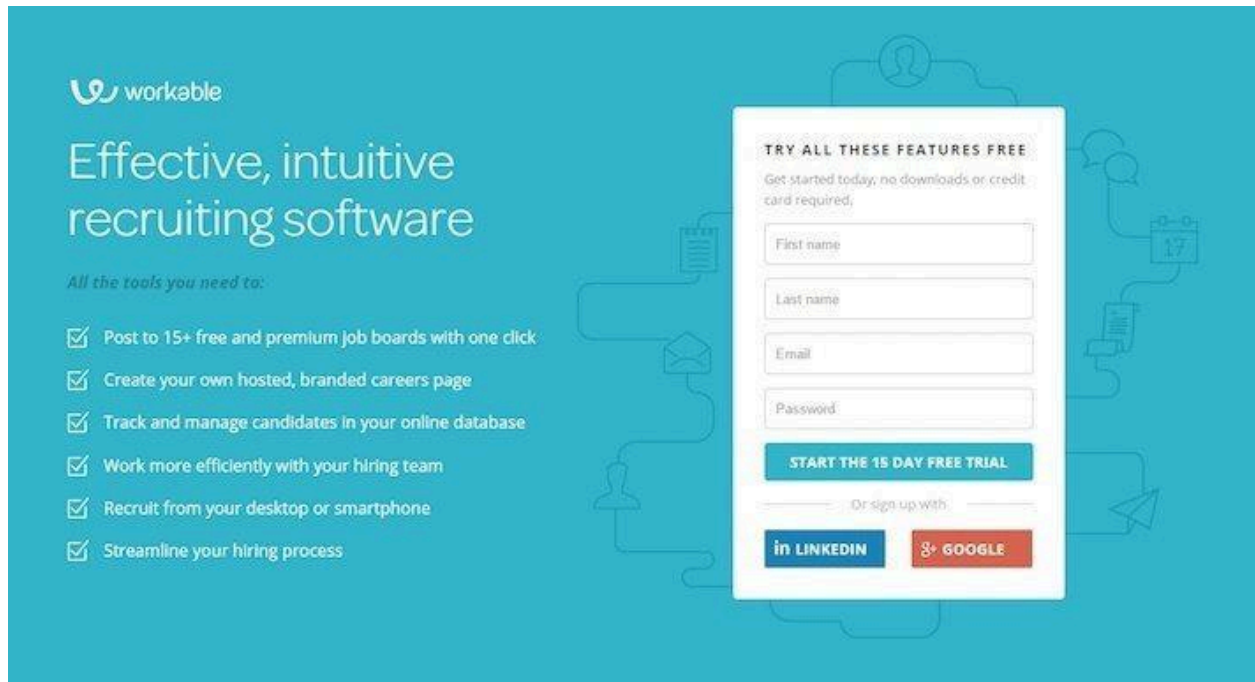 workable
Effective, intuitive
recruiting software
All the tools you need to:
Post to 15+ free and premium job boards with one click
Create your own hosted, branded careers page
Track and manage candidates in your online database
Work more efficiently with your hiring team
Recruit from your desktop or smartphone
Streamline your hiring process
TRY ALL THESE FEATURES FREE
Get started today, no downloads or credit
card required.
First name
Last name
Email
Password
START THE 15 DAY FREE TRIAL
Or sign up with
in LINKEDIN
g+ GOOGLE
17